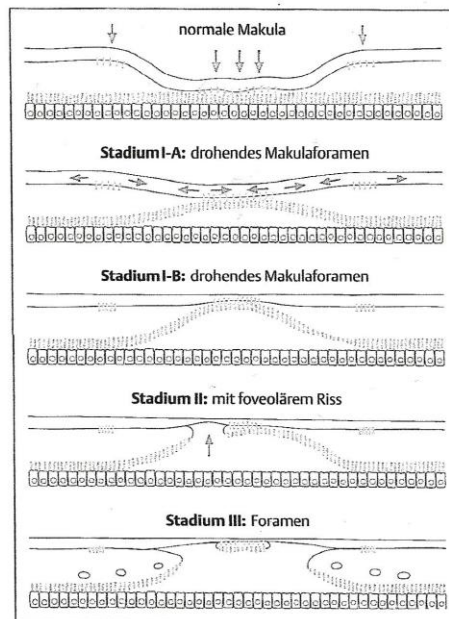 normale Makula
Stadium I-A: drohendes Makulaforamen
Stadium I-B: drohendes Makulaforamen
Stadium II: mit foveolärem Riss
Stadium III: Foramen